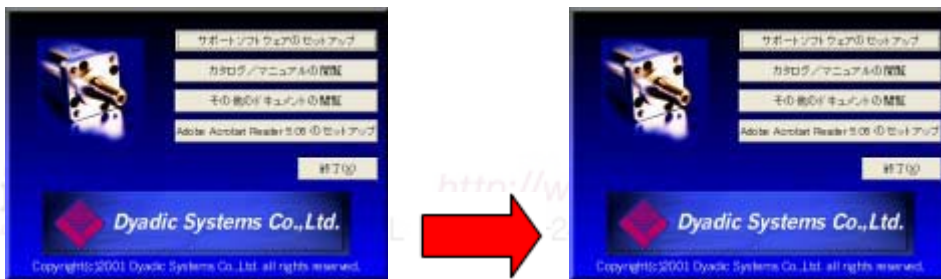 サポートソフトウェアのセットアップ
カタログ／マニュアルの閲覧
その他のドキュメントの閲覧
Adobe Acrobat Reader 5.05 のセットアップ
終了(X)
Dyadic Systems Co.,Ltd.
Copyright(c)2001 Dyadic Systems Co.,Ltd. all rights reserved.
http://w
サポートソフトウェアのセットアップ
カタログ／マニュアルの閲覧
その他のドキュメントの閲覧
Adobe Acrobat Reader 5.05 のセットアップ
終了(X)
Dyadic Systems Co.,Ltd.
Copyright(c)2001 Dyadic Systems Co.,Ltd. all rights reserved.